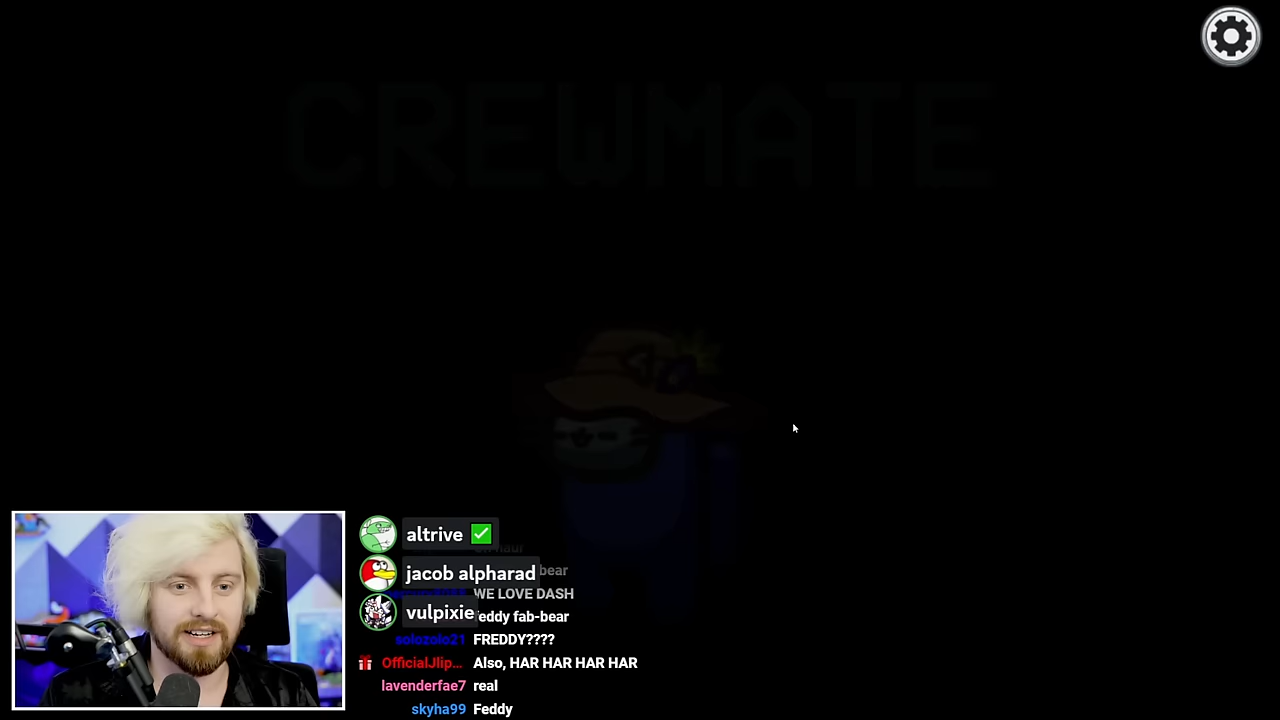 CREWMATE
altrive
jacob alpharad
bear
WE LOVE DASH
vulpixie
eddy fab-bear
solozolo21 FREDDY????
OfficialJlip... Also, HAR HAR HAR HAR
lavenderfae7 real
skyha99 Feddy